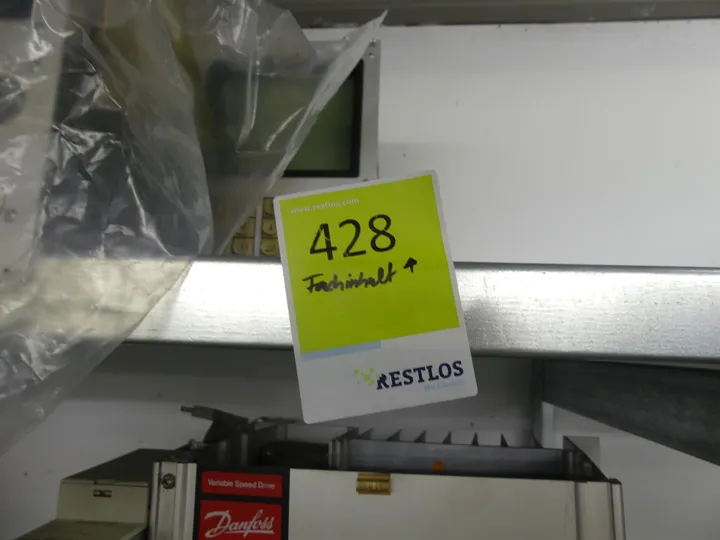 www.restlos.com
428
Fachinhalt ↑
RESTLOS
Variable Speed Drive
Danfoss